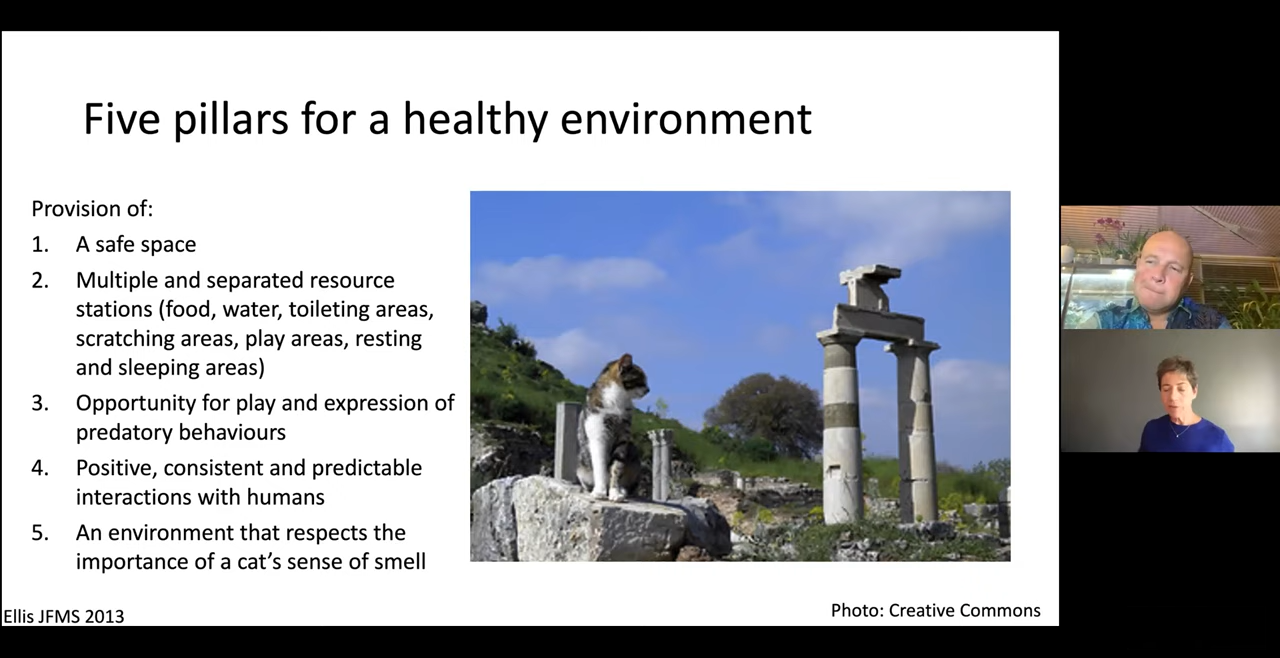 Five pillars for a healthy environment
Provision of:
1. A safe space
2. Multiple and separated resource
stations (food, water, toileting areas,
scratching areas, play areas, resting
and sleeping areas)
3. Opportunity for play and expression of
predatory behaviours
4. Positive, consistent and predictable
interactions with humans
5. An environment that respects the
importance of a cat’s sense of smell
Ellis JFMS 2013
Photo: Creative Commons